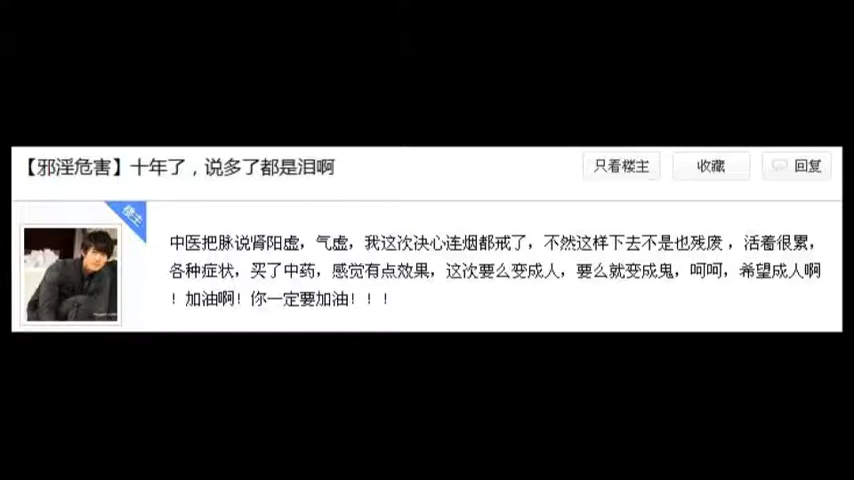 【邪淫危害】十年了，说多了都是泪啊
只看楼主
收藏
回复
楼主
中医把脉说肾阳虚，气虚，我这次决心连烟都戒了，不然这样下去不是也残废 ，活着很累，
各种症状，买了中药，感觉有点效果，这次要么变成人，要么就变成鬼，呵呵，希望成人啊
！加油啊！你一定要加油！！！